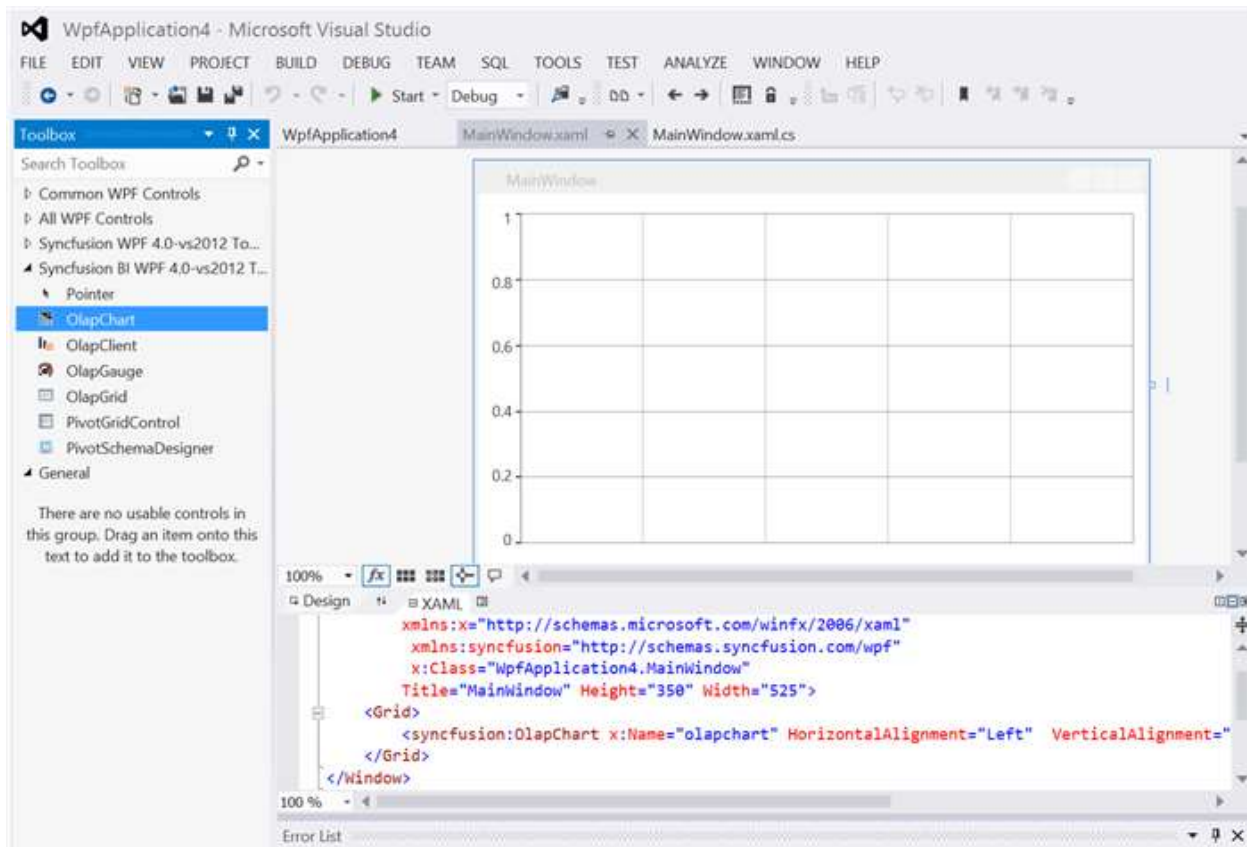 WpfApplication4 - Microsoft Visual Studio
FILE EDIT VIEW PROJECT BUILD DEBUG TEAM SQL TOOLS TEST ANALYZE WINDOW HELP
Start Debug
Toolbox
Search Toolbox
Common WPF Controls
All WPF Controls
Syncfusion WPF 4.0-vs2012 To...
Syncfusion BI WPF 4.0-vs2012 T...
Pointer
OlapChart
OlapClient
OlapGauge
OlapGrid
PivotGridControl
PivotSchemaDesigner
General
There are no usable controls in
this group. Drag an item onto this
text to add it to the toolbox.
WpfApplication4 MainWindow.xaml MainWindow.xaml.cs
MainWindow
1
0.8
0.6
0.4
0.2
0
100% fx
Design XAML
xmlns:x="http://schemas.microsoft.com/winfx/2006/xaml"
xmlns:syncfusion="http://schemas.syncfusion.com/wpf"
x:Class="WpfApplication4.MainWindow"
Title="MainWindow" Height="350" Width="525">
<Grid>
<syncfusion:OlapChart x:Name="olapchart" HorizontalAlignment="Left" VerticalAlignment="
</Grid>
</Window>
100 %
Error List